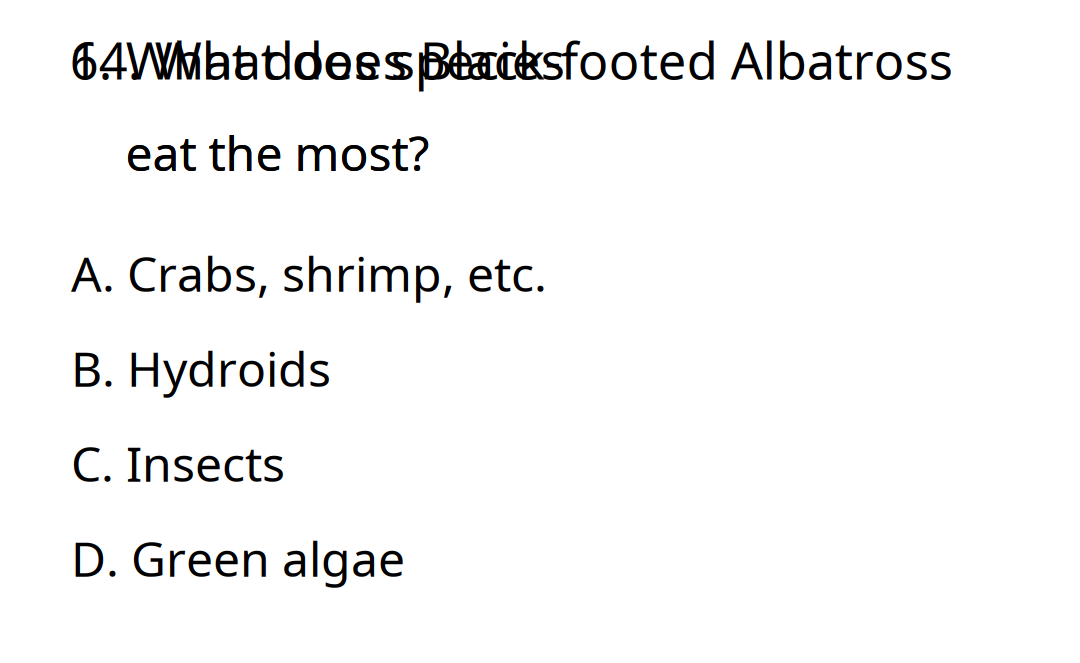 footed Albatross
eat the most?
A. Crabs, shrimp, etc.
B. Hydroids
C. Insects
D. Green algae